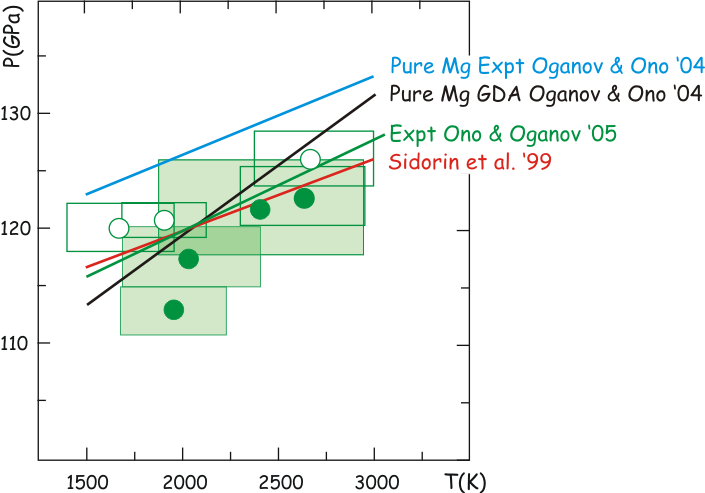 P(GPa)
Pure Mg Expt Oganov & Ono ‘04
Pure Mg GDA Oganov & Ono ‘04
130
Expt Ono & Oganov ‘05
Sidorin et al. ‘99
120
110
1500 2000 2500 3000 T(K)